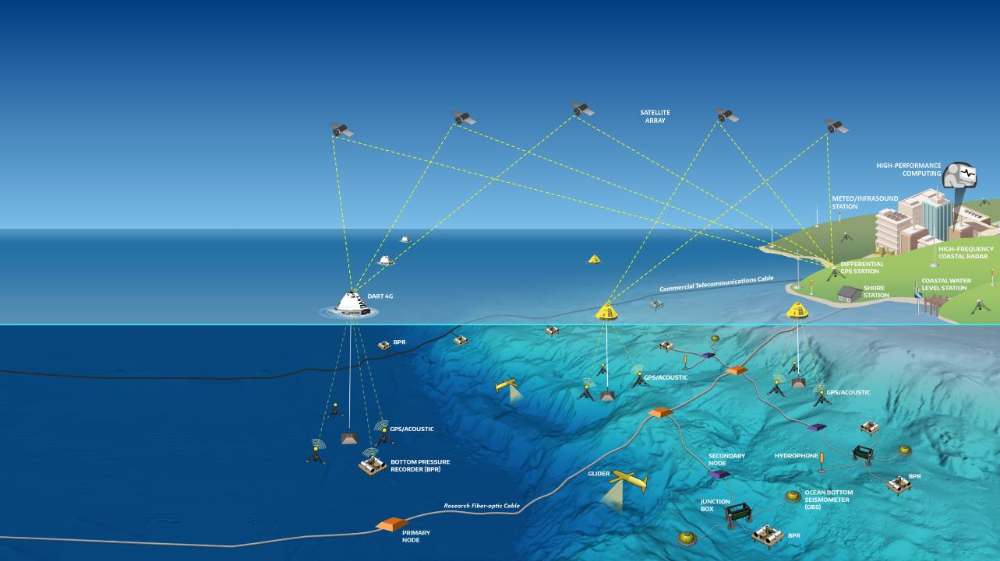 SATELLITE
ARRAY
HIGH-PERFORMANCE
COMPUTING
METEO/INFRASOUND
STATION
HIGH-FREQUENCY
COASTAL RADAR
DIFFERENTIAL
GPS STATION
Commercial Telecommunications Cable
COASTAL WATER
LEVEL STATION
SHORE
STATION
DART 4G
DART
BPR
GPS/ACOUSTIC
GPS/ACOUSTIC
GPS/ACOUSTIC
BOTTOM PRESSURE
RECORDER (BPR)
SECONDARY
NODE
HYDROPHONE
GLIDER
BPR
OCEAN BOTTOM
SEISMOMETER
(OBS)
JUNCTION
BOX
Research Fiber-optic Cable
PRIMARY
NODE
BPR